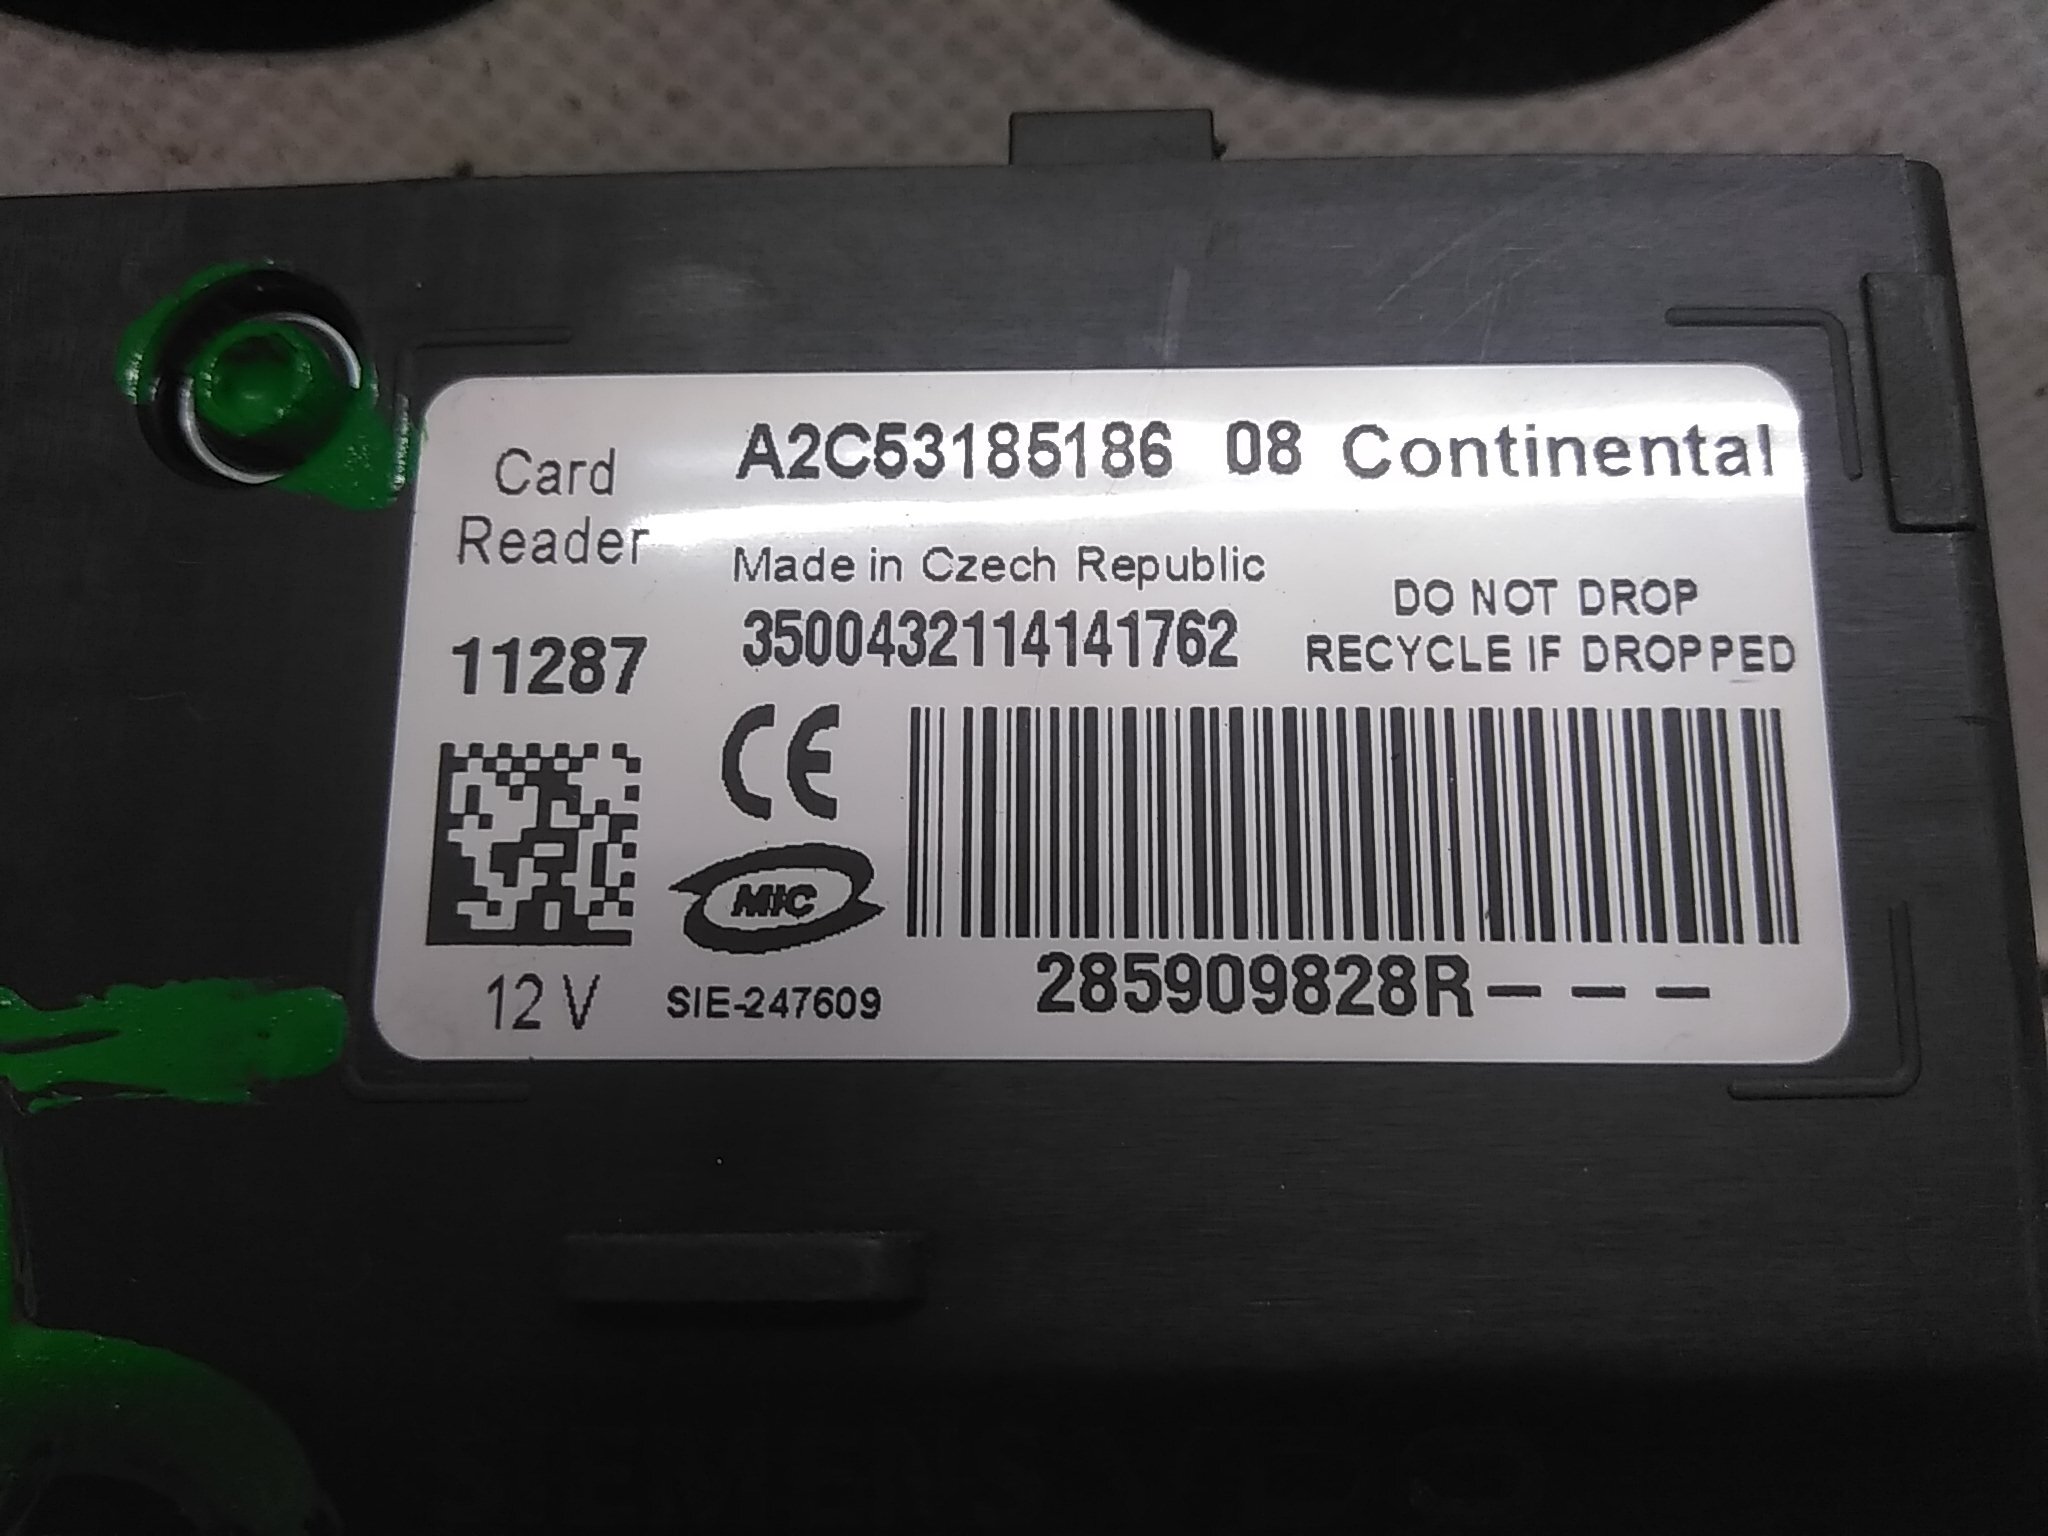 A2C53185186 08 Continental
Card
Reader
Made in Czech Republic
DO NOT DROP
RECYCLE IF DROPPED
3500432114141762
11287
CE
MIC
12 V
SIE-247609
285909828R---